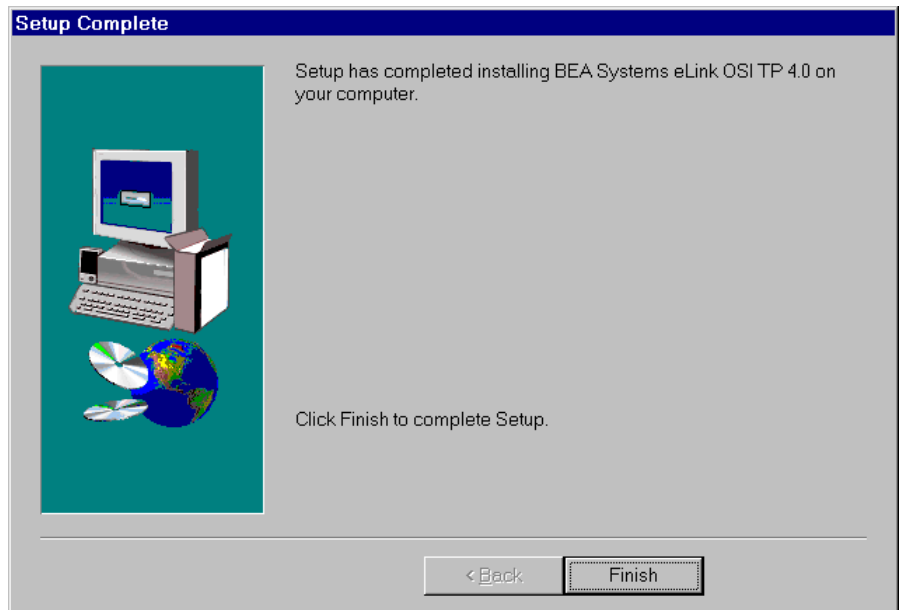 Setup Complete
Setup has completed installing BEA Systems eLink OSI TP 4.0 on
your computer.
Click Finish to complete Setup.
< Back
Finish